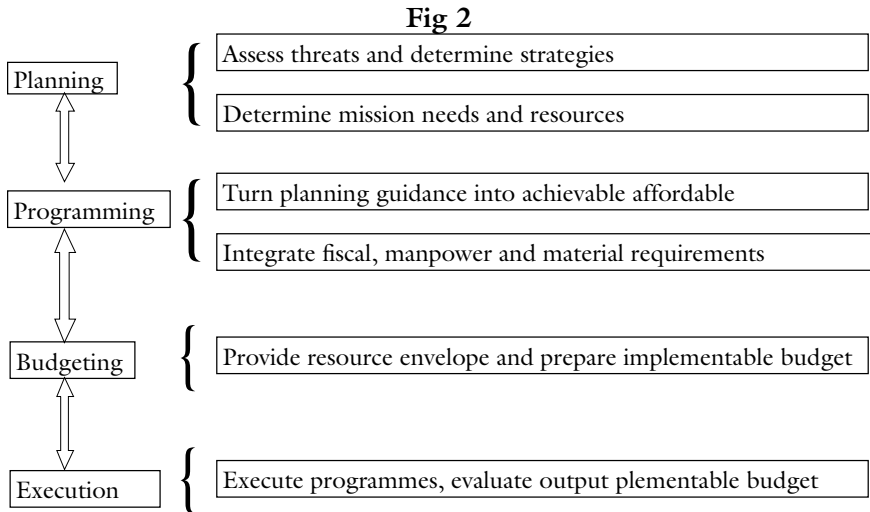 Fig 2
Assess threats and determine strategies
Planning
Determine mission needs and resources
Turn planning guidance into achievable affordable
Programming
Integrate fiscal, manpower and material requirements
Budgeting
Provide resource envelope and prepare implementable budget
Execution
Execute programmes, evaluate output plementable budget